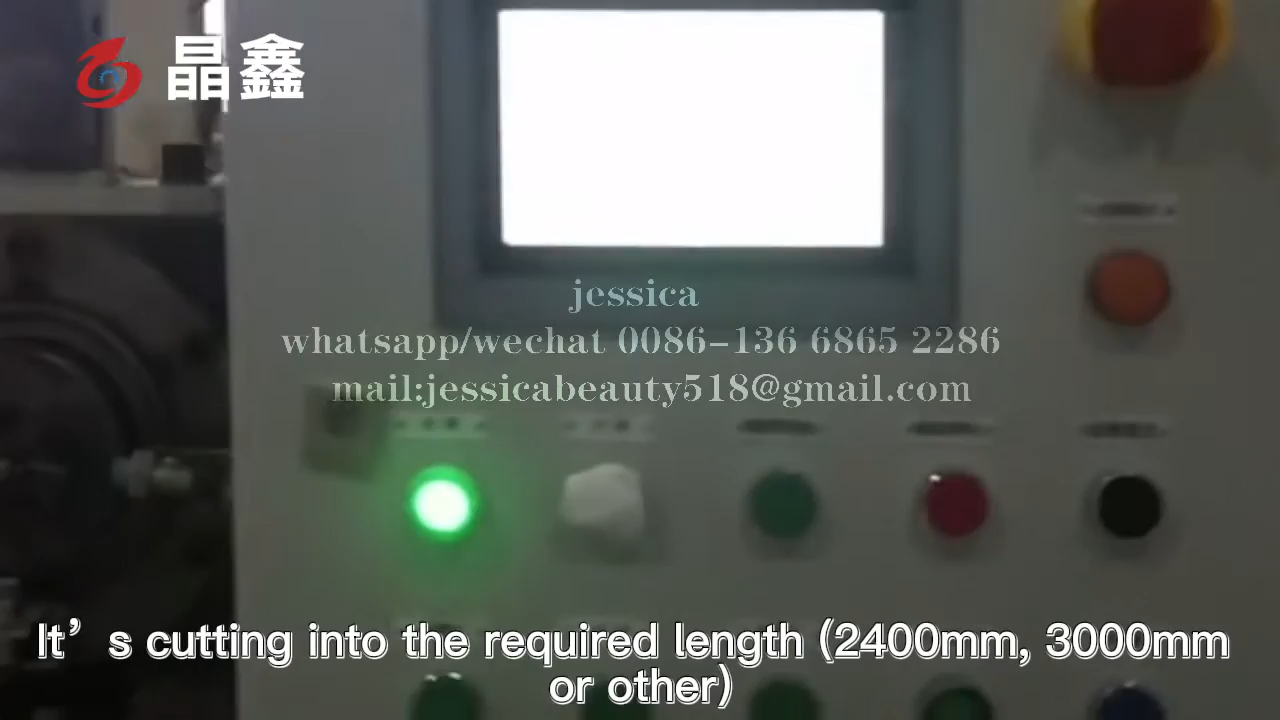 晶鑫
jessica
whatsapp/wechat 0086-136 6865 2286
mail:jessicabeauty518@gmail.com
It’s cutting into the required length (2400mm, 3000mm
or other)